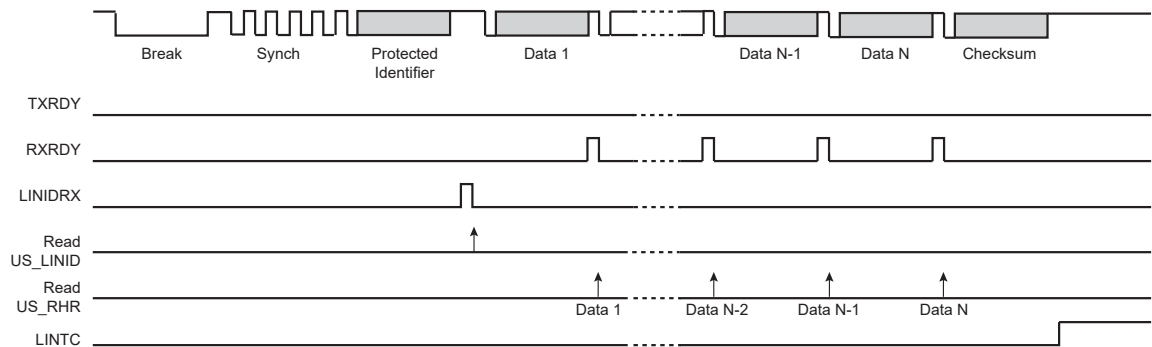 Break
Synch
Protected
Identifier
Data 1
Data N-1
Data N
Checksum
TXRDY
RXRDY
LINIDRX
Read
US_LINID
Read
US_RHR
Data 1
Data N-2
Data N-1
Data N
LINTC